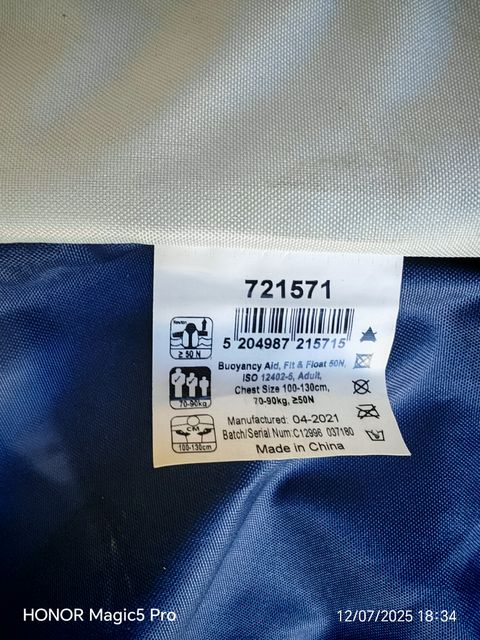 721571
5 204987 215715
≥ 50 N
Buoyancy Aid, Fit & Float 50N,
ISO 12402-5, Adult,
Chest Size 100-130cm,
70-90kg, ≥50N
70-90kg
CM
100-130cm
Manufactured: 04-2021
Batch/Serial Num:C12996 037180
Made in China
HONOR Magic5 Pro
12/07/2025 18:34